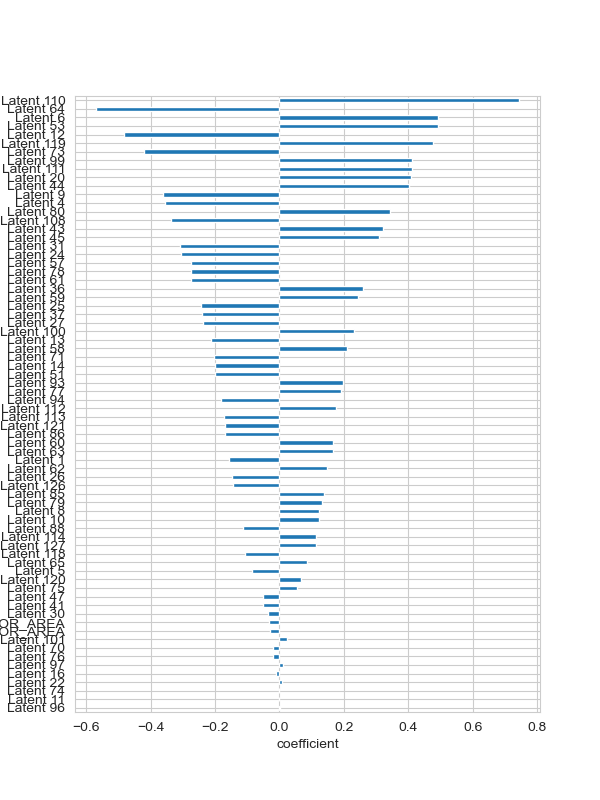 Latent 110
Latent 64
Latent 6
Latent 53
Latent 12
Latent 119
Latent 73
Latent 99
Latent 111
Latent 20
Latent 44
Latent 9
Latent 4
Latent 80
Latent 108
Latent 43
Latent 45
Latent 31
Latent 24
Latent 57
Latent 78
Latent 61
Latent 36
Latent 59
Latent 25
Latent 37
Latent 27
Latent 100
Latent 13
Latent 58
Latent 71
Latent 14
Latent 51
Latent 93
Latent 77
Latent 94
Latent 112
Latent 113
Latent 121
Latent 86
Latent 60
Latent 63
Latent 1
Latent 62
Latent 26
Latent 126
Latent 85
Latent 79
Latent 8
Latent 10
Latent 88
Latent 114
Latent 127
Latent 118
Latent 65
Latent 5
Latent 120
Latent 75
Latent 47
Latent 41
Latent 30
OR_AREA
OR_AREA
Latent 101
Latent 70
Latent 76
Latent 97
Latent 16
Latent 22
Latent 74
Latent 11
Latent 96
−0.6 −0.4 −0.2 0.0 0.2 0.4 0.6 0.8
coefficient